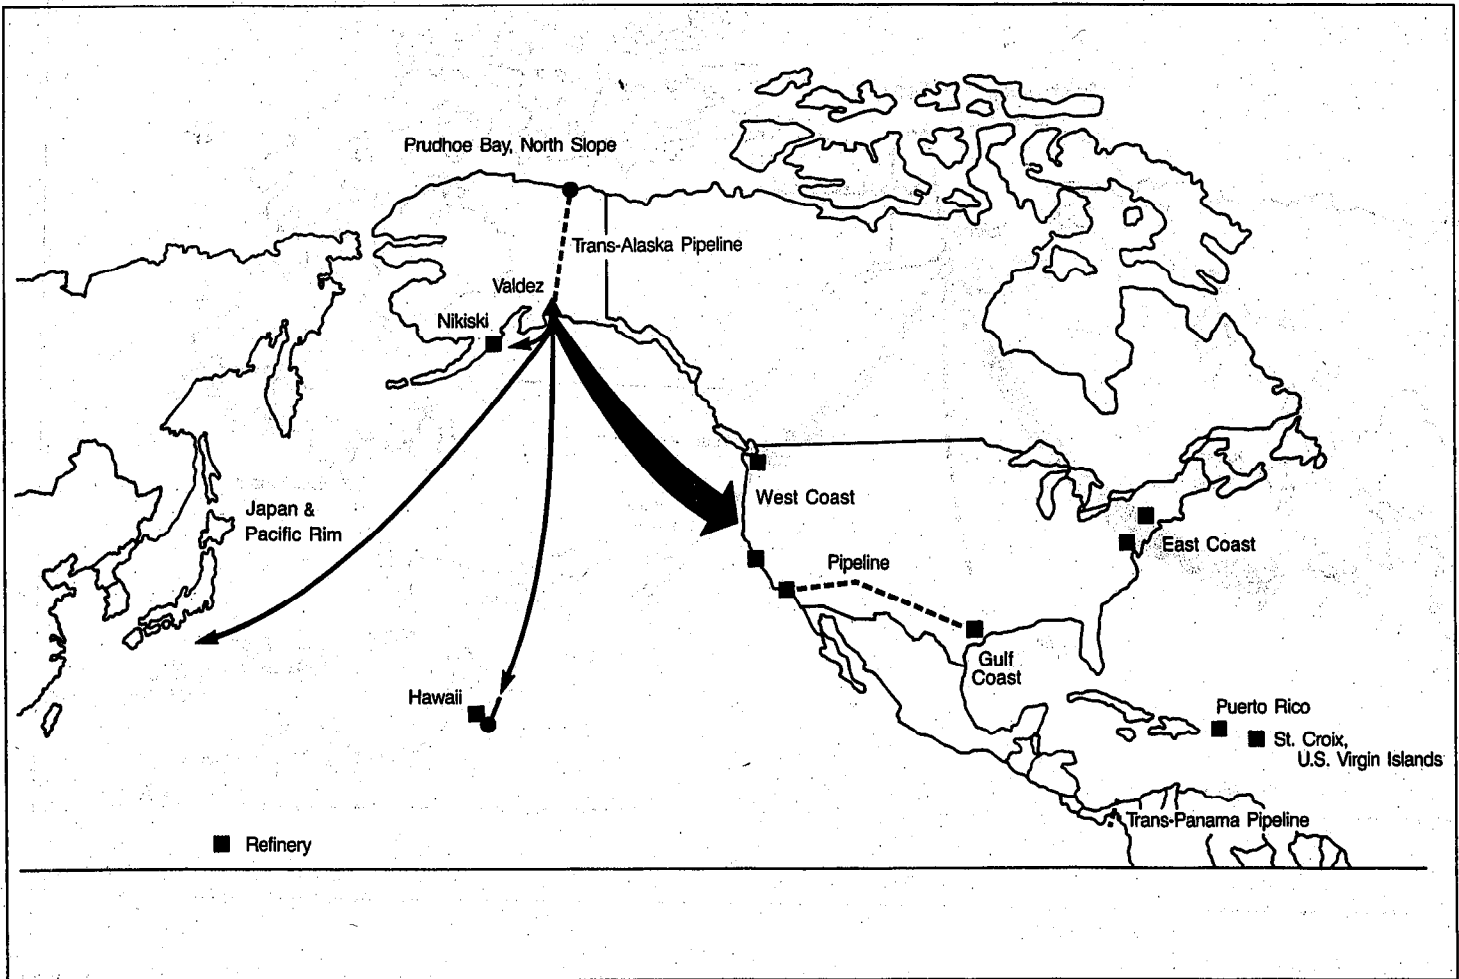 Prudhoe Bay, North Slope
Trans-Alaska Pipeline
Valdez
Nikiski
Japan &
Pacific Rim
West Coast
East Coast
Pipeline
Gulf
Coast
Hawaii
Puerto Rico
St. Croix,
U.S. Virgin Islands
Trans-Panama Pipeline
Refinery